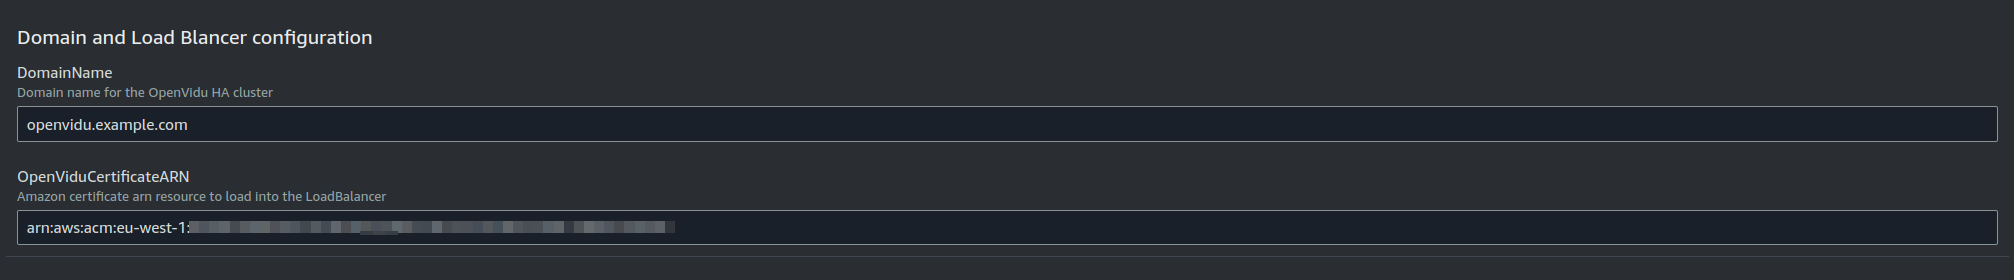 Domain and Load Blancer configuration
DomainName
Domain name for the OpenVidu HA cluster
openvidu.example.com
OpenViduCertificateARN
Amazon certificate arn resource to load into the LoadBalancer
arn:aws:acm:eu-west-1: